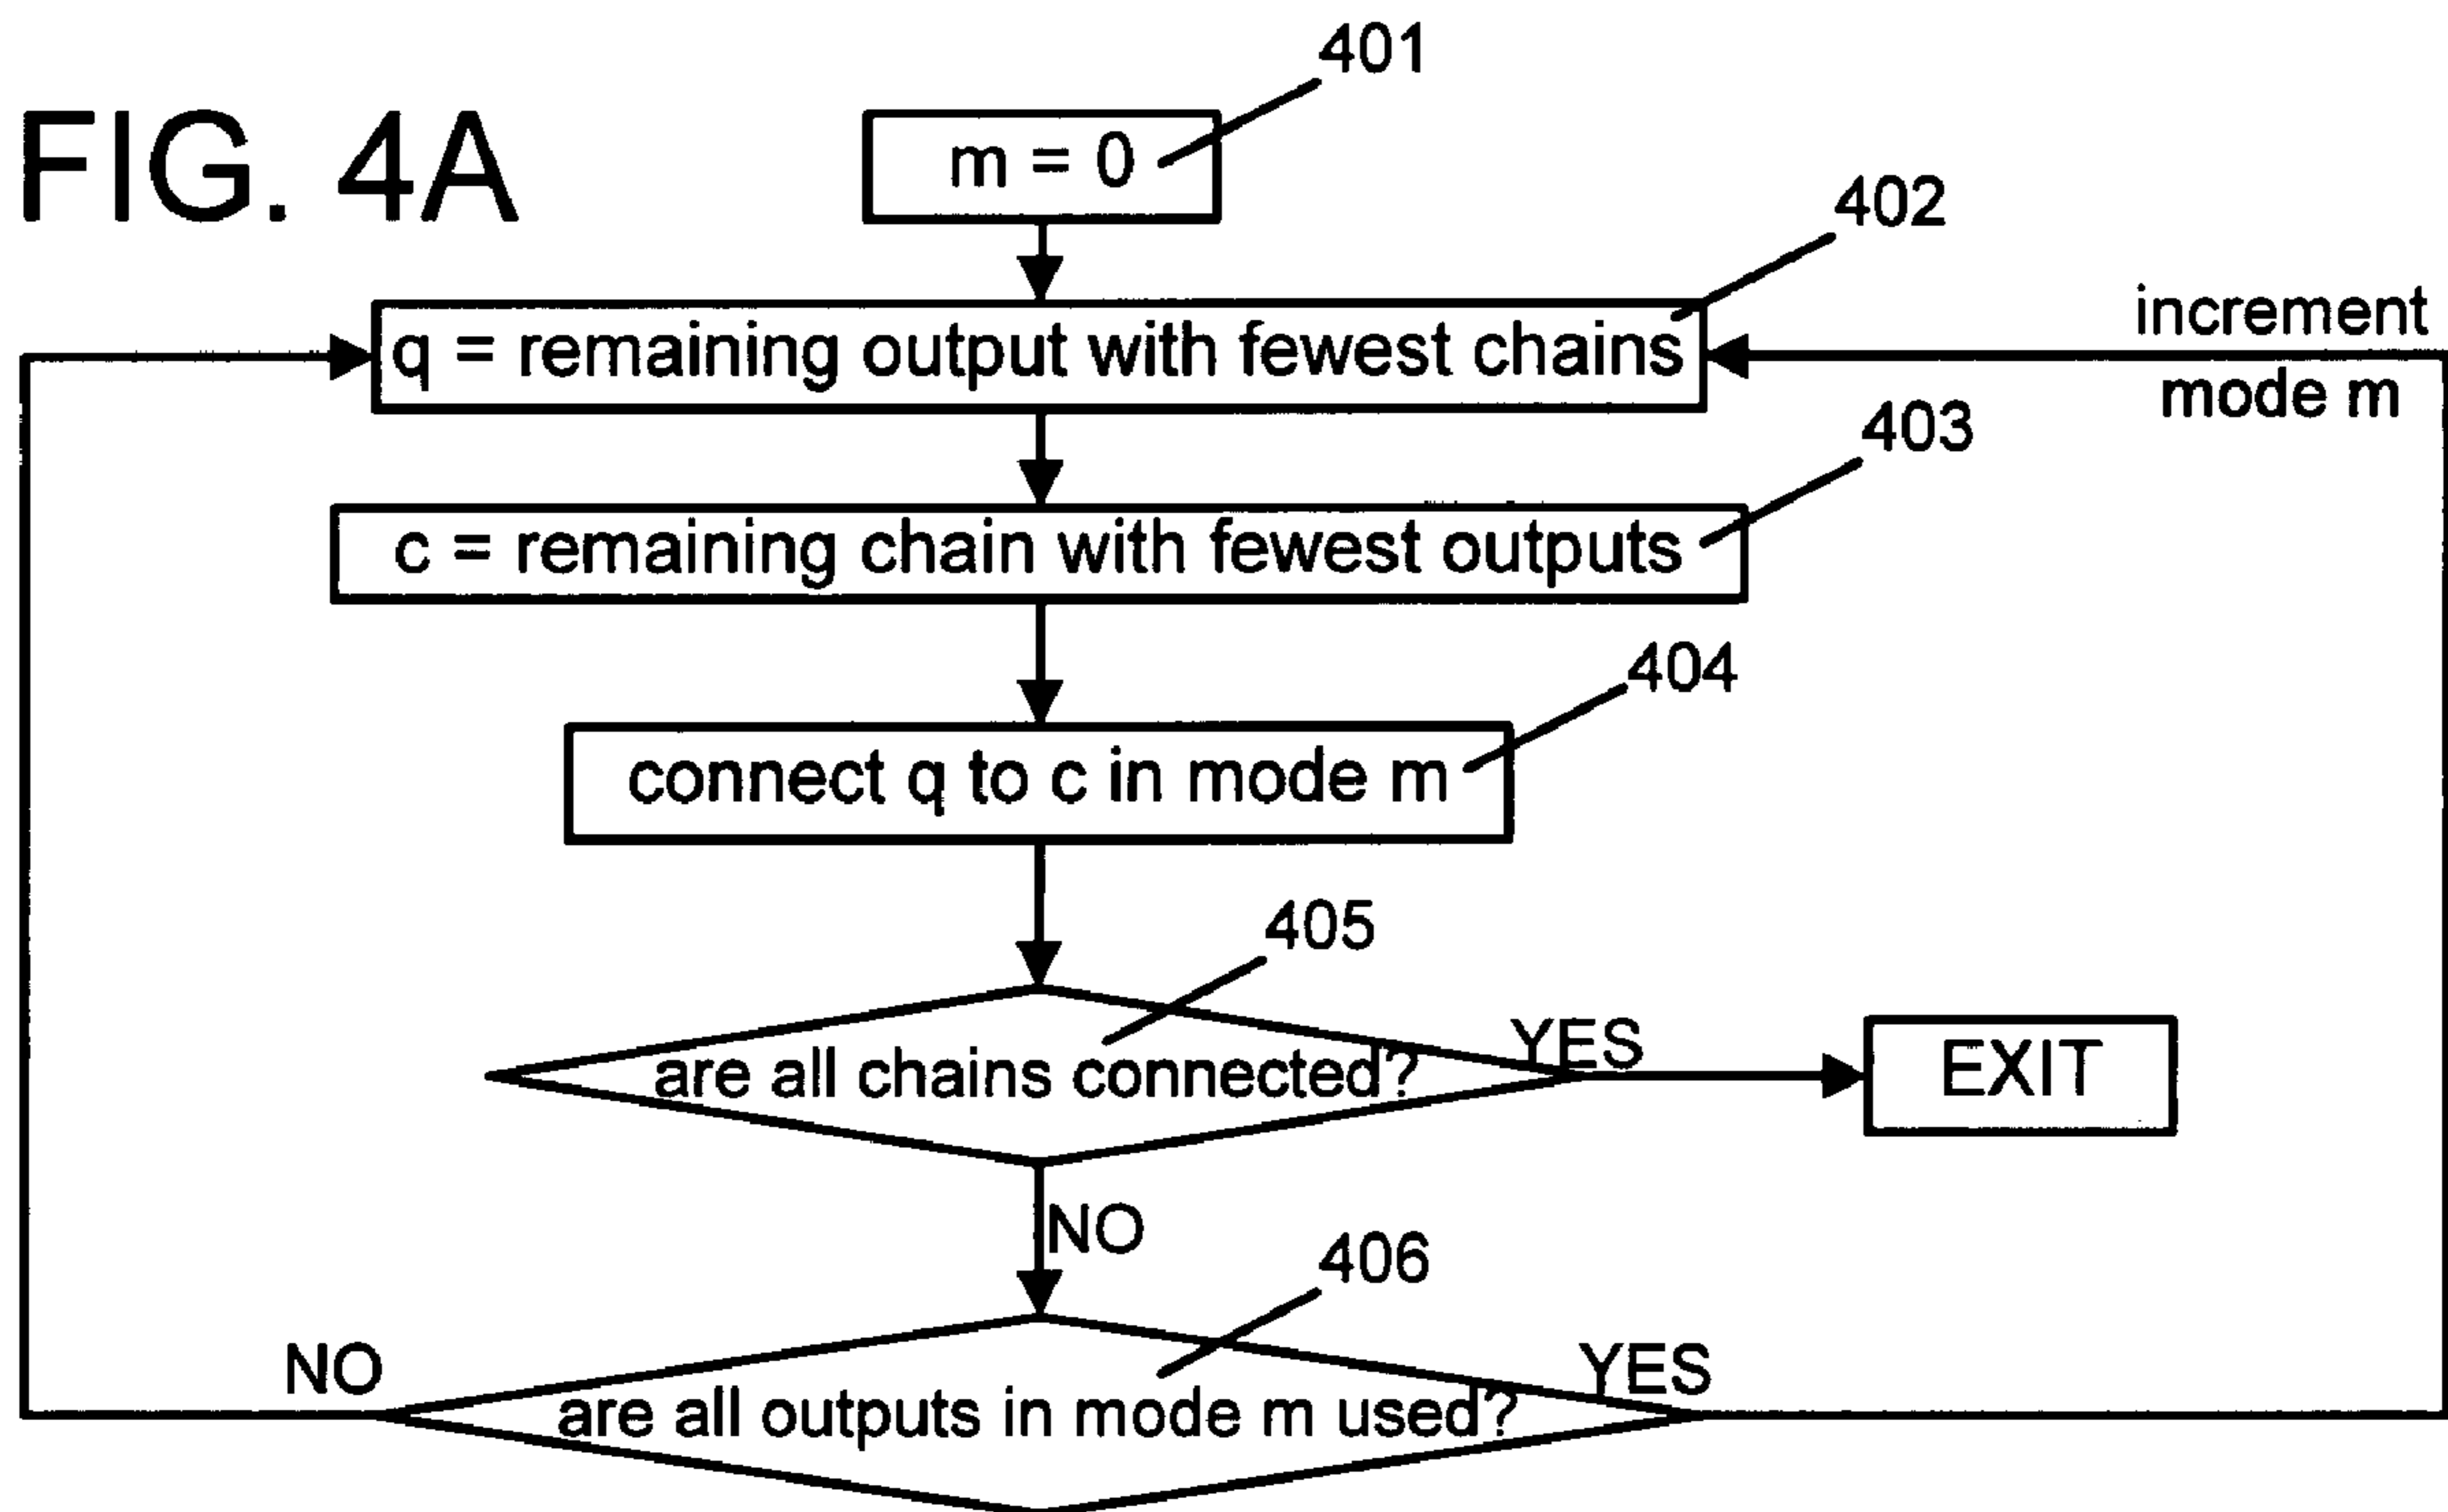 401
FIG. 4A
m = 0
402
increment
q = remaining output with fewest chains
mode m
403
c = remaining chain with fewest outputs
404
connect q to c in mode m
405
YES
are all chains connected?
EXIT
NO
406
NO
YES
are all outputs in mode m used?